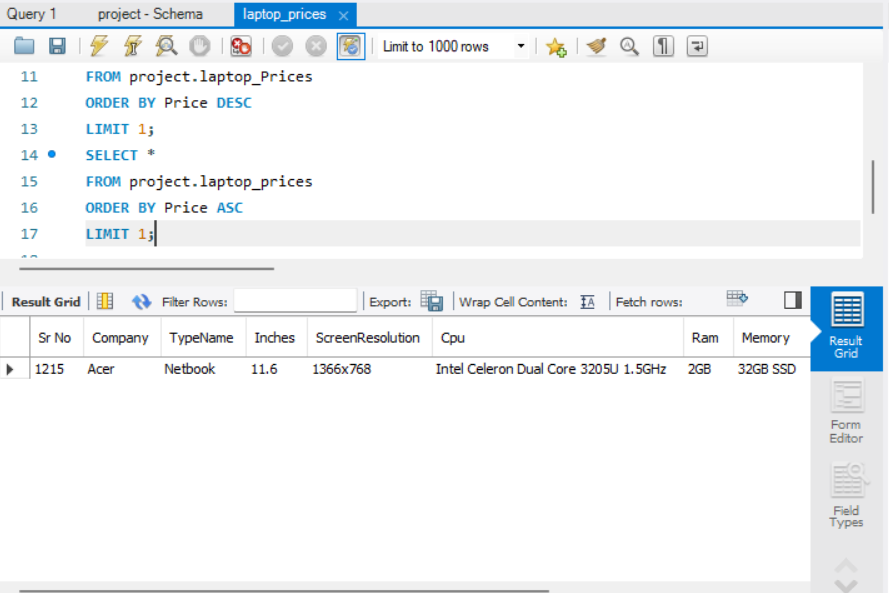 Query 1 project - Schema laptop_prices
Limit to 1000 rows
11 FROM project.laptop_Prices
12 ORDER BY Price DESC
13 LIMIT 1;
14 SELECT *
15 FROM project.laptop_prices
16 ORDER BY Price ASC
17 LIMIT 1;
Result Grid Filter Rows: Export: Wrap Cell Content: Fetch rows:
Sr No Company TypeName Inches ScreenResolution Cpu Ram Memory
1215 Acer Netbook 11.6 1366x768 Intel Celeron Dual Core 3205U 1.5GHz 2GB 32GB SSD
Result
Grid
Form
Editor
Field
Types